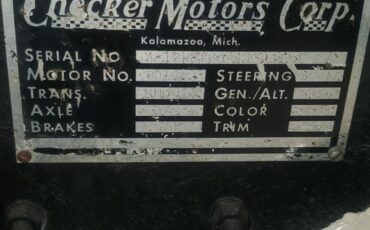 Checker Motors Corp.
Kalamazoo, Mich.
SERIAL NO.
MOTOR NO. STEERING
TRANS. GEN./ALT.
AXLE COLOR
BRAKES TRIM